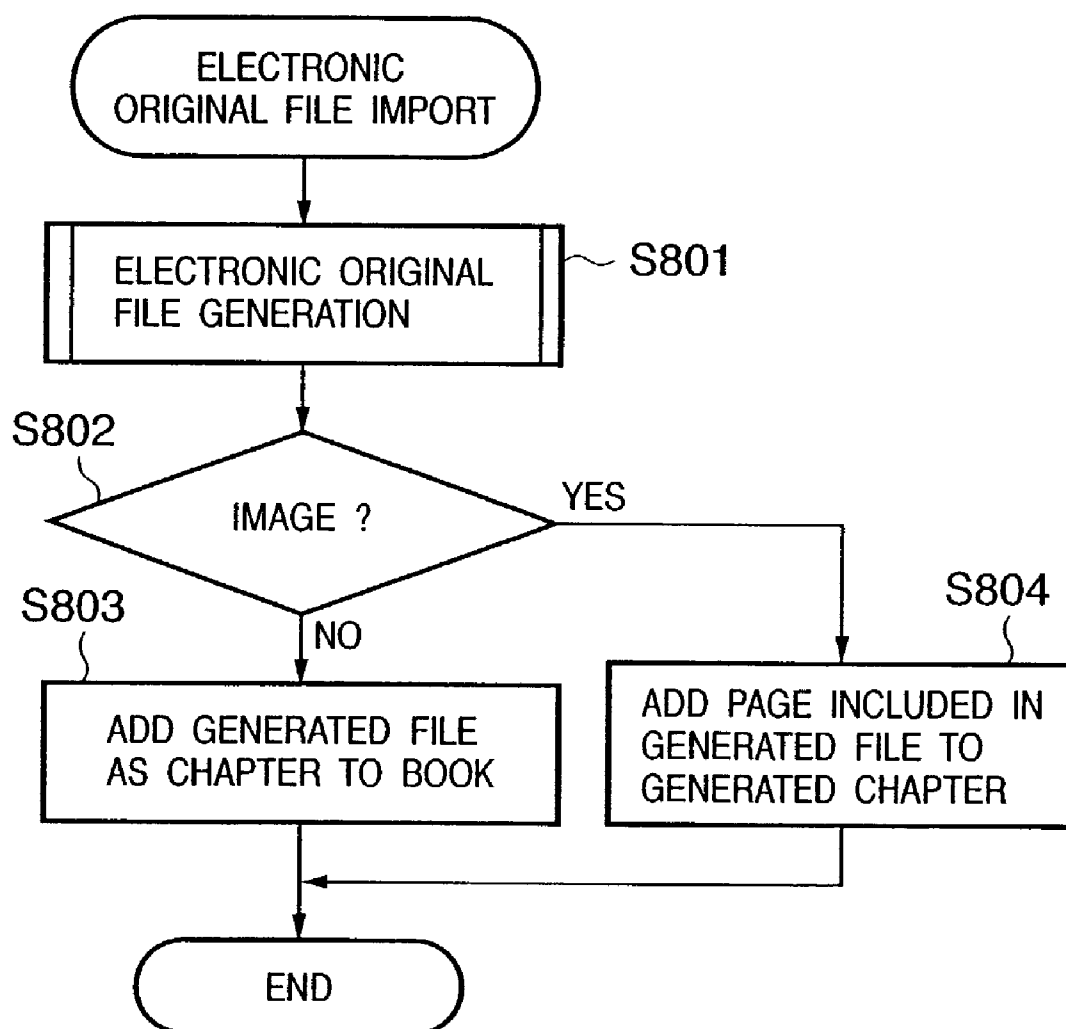 ELECTRONIC
ORIGINAL FILE IMPORT
ELECTRONIC ORIGINAL
FILE GENERATION
S801
S802
IMAGE ?
YES
NO
S803
ADD GENERATED FILE
AS CHAPTER TO BOOK
S804
ADD PAGE INCLUDED IN
GENERATED FILE TO
GENERATED CHAPTER
END